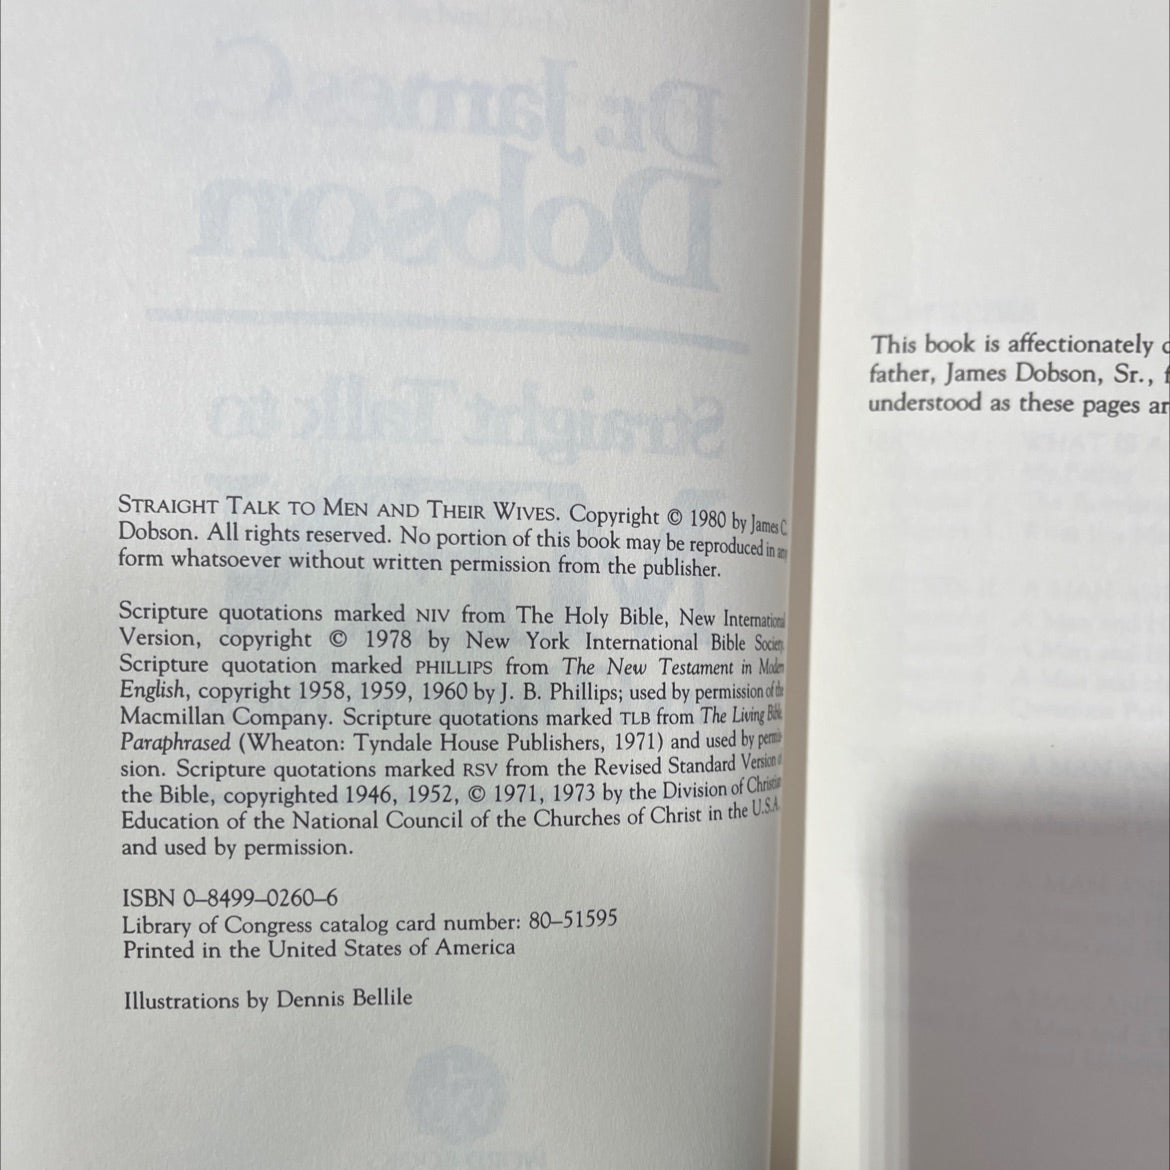 STRAIGHT TALK TO MEN AND THEIR WIVES. Copyright © 1980 by James C.
Dobson. All rights reserved. No portion of this book may be reproduced in any
form whatsoever without written permission from the publisher.
Scripture quotations marked NIV from The Holy Bible, New International
Version, copyright © 1978 by New York International Bible Society.
Scripture quotation marked PHILLIPS from The New Testament in Modern
English, copyright 1958, 1959, 1960 by J. B. Phillips; used by permission of the
Macmillan Company. Scripture quotations marked TLB from The Living Bible
Paraphrased (Wheaton: Tyndale House Publishers, 1971) and used by permis-
sion. Scripture quotations marked RSV from the Revised Standard Version of
the Bible, copyrighted 1946, 1952, © 1971, 1973 by the Division of Christian
Education of the National Council of the Churches of Christ in the U.S.A.
and used by permission.
ISBN 0–8499–0260–6
Library of Congress catalog card number: 80–51595
Printed in the United States of America
Illustrations by Dennis Bellile
This book is affectionately
father, James Dobson, Sr.,
understood as these pages
Dr. James C.
Dobson
Straight Talk to